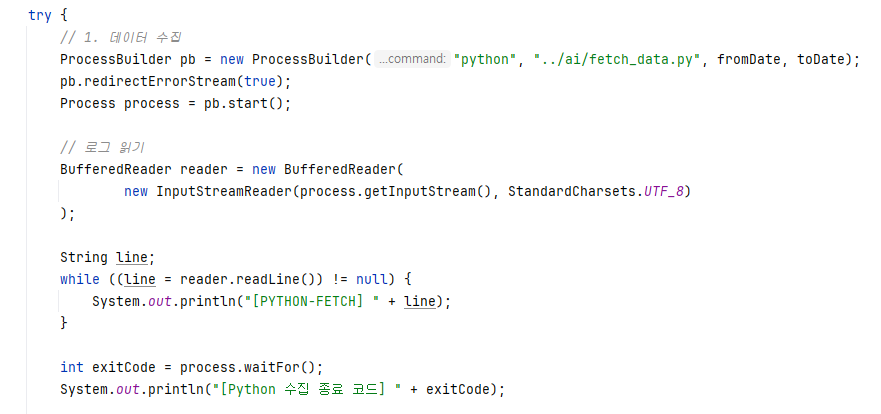 try {
// 1. 데이터 수집
ProcessBuilder pb = new ProcessBuilder( ...command: "python", "../ai/fetch_data.py", fromDate, toDate);
pb.redirectErrorStream(true);
Process process = pb.start();
// 로그 읽기
BufferedReader reader = new BufferedReader(
new InputStreamReader(process.getInputStream(), StandardCharsets.UTF_8)
);
String line;
while ((line = reader.readLine()) != null) {
System.out.println("[PYTHON-FETCH] " + line);
}
int exitCode = process.waitFor();
System.out.println("[Python 수집 종료 코드] " + exitCode);